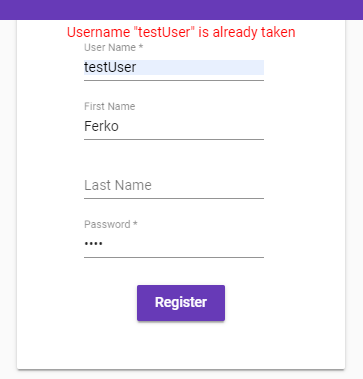 Username "testUser" is already taken
User Name *
testUser
First Name
Ferko
Last Name
Password *
••••
Register